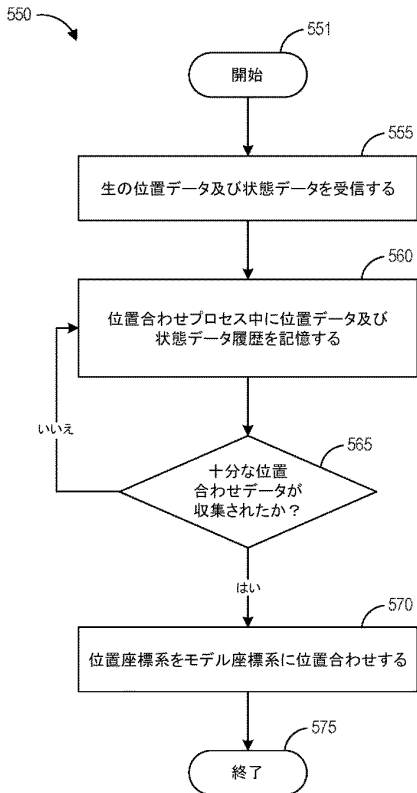 550
551
開始
555
生の位置データ及び状態データを受信する
560
位置合わせプロセス中に位置データ及び
状態データ履歴を記憶する
いいえ
565
十分な位置
合わせデータが
収集されたか？
はい
570
位置座標系をモデル座標系に位置合わせする
575
終了